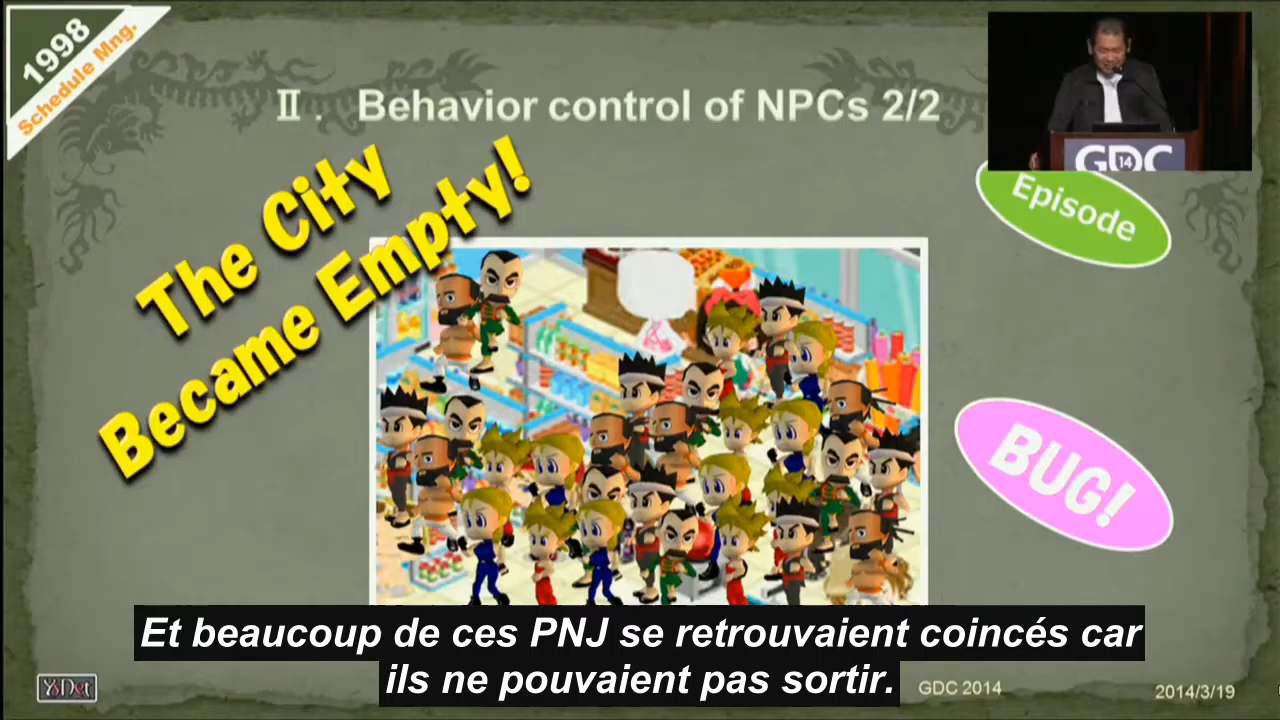 1998
Schedule Mng.
Ⅱ. Behavior control of NPCs 2/2
GDC
14
Episode
The City
Became Empty!
BUG!
Et beaucoup de ces PNJ se retrouvaient coincés car
ils ne pouvaient pas sortir.
YsNet
GDC 2014
2014/3/19